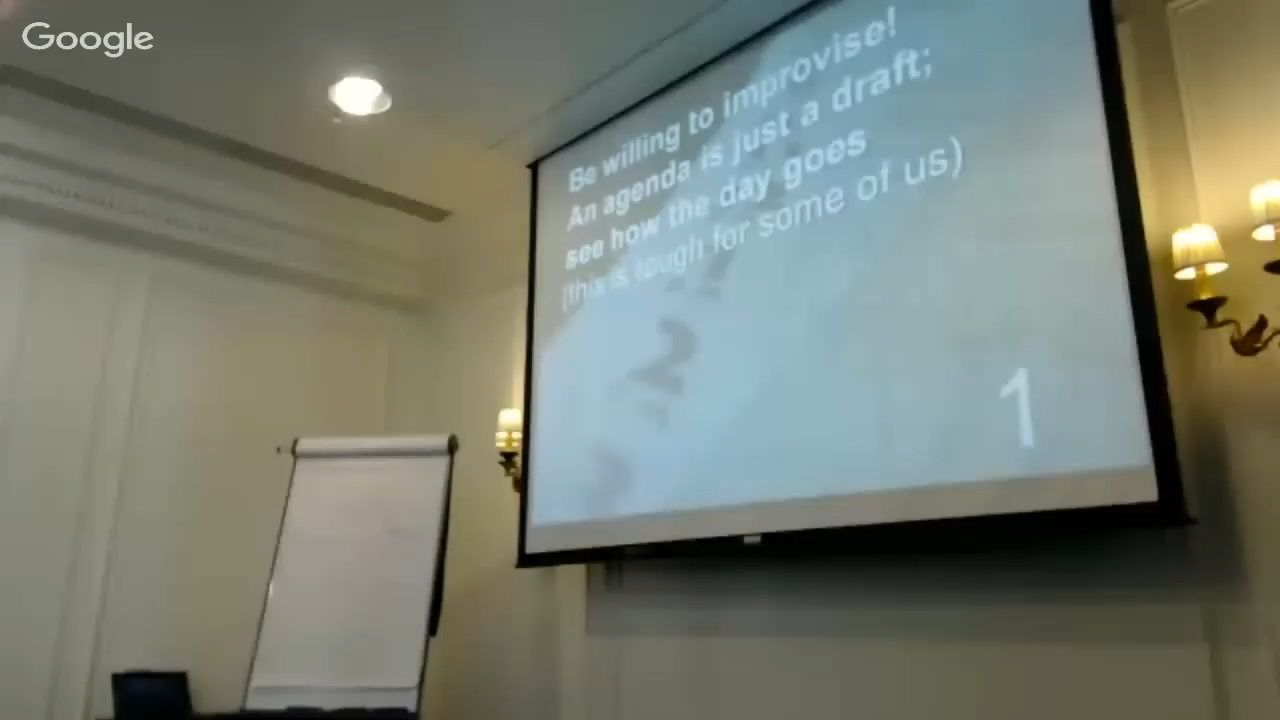 Google
Be willing to improvise!
An agenda is just a draft;
see how the day goes
(this is tough for some of us)
2
1